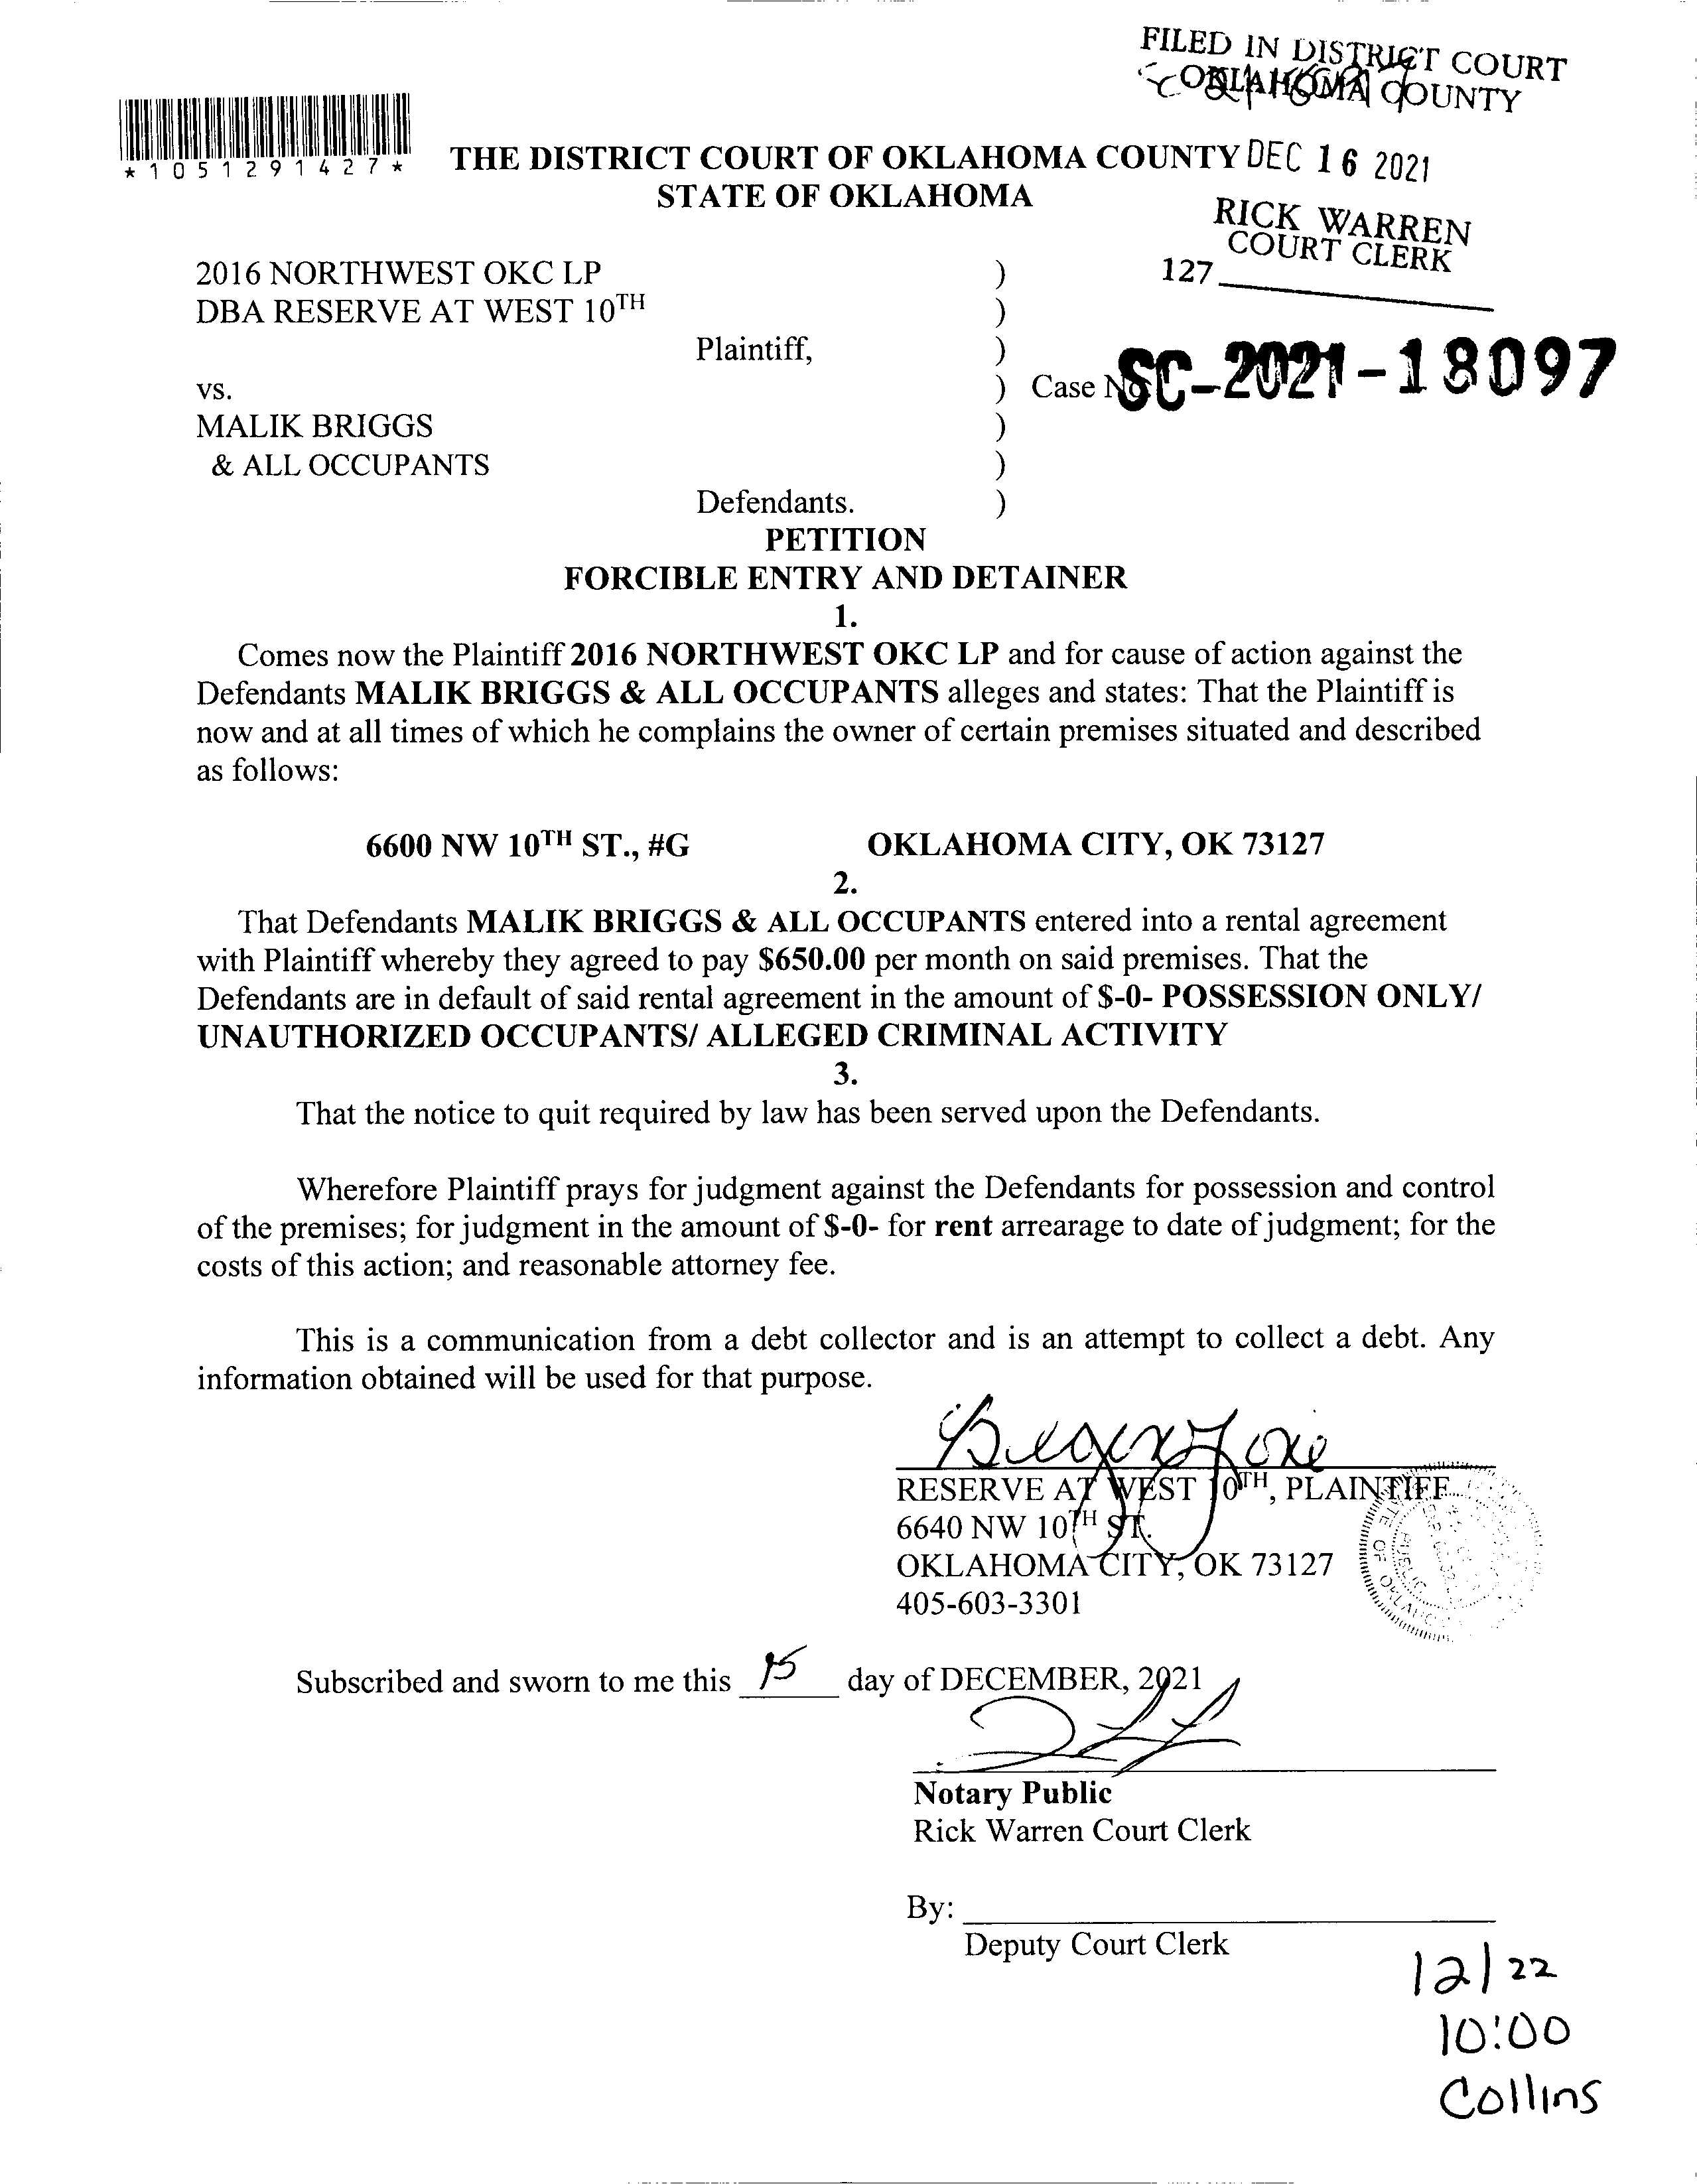 FILED IN DISTRICT COURT
OKLAHOMA COUNTY
*1051291427*
THE DISTRICT COURT OF OKLAHOMA COUNTY DEC 16 2021
STATE OF OKLAHOMA
RICK WARREN
COURT CLERK
127
2016 NORTHWEST OKC LP )
DBA RESERVE AT WEST 10TH )
Plaintiff, )
vs. ) Case No. SC-2021-18097
MALIK BRIGGS )
& ALL OCCUPANTS )
Defendants. )
PETITION
FORCIBLE ENTRY AND DETAINER
1.
Comes now the Plaintiff 2016 NORTHWEST OKC LP and for cause of action against the
Defendants MALIK BRIGGS & ALL OCCUPANTS alleges and states: That the Plaintiff is
now and at all times of which he complains the owner of certain premises situated and described
as follows:
6600 NW 10TH ST., #G OKLAHOMA CITY, OK 73127
2.
That Defendants MALIK BRIGGS & ALL OCCUPANTS entered into a rental agreement
with Plaintiff whereby they agreed to pay $650.00 per month on said premises. That the
Defendants are in default of said rental agreement in the amount of $-0- POSSESSION ONLY/
UNAUTHORIZED OCCUPANTS/ ALLEGED CRIMINAL ACTIVITY
3.
That the notice to quit required by law has been served upon the Defendants.
Wherefore Plaintiff prays for judgment against the Defendants for possession and control
of the premises; for judgment in the amount of $-0- for rent arrearage to date of judgment; for the
costs of this action; and reasonable attorney fee.
This is a communication from a debt collector and is an attempt to collect a debt. Any
information obtained will be used for that purpose.
RESERVE AT WEST 10TH, PLAINTIFF
6640 NW 10TH ST.
OKLAHOMA CITY, OK 73127
405-603-3301
Subscribed and sworn to me this 15 day of DECEMBER, 2021
Notary Public
Rick Warren Court Clerk
By:
Deputy Court Clerk
12/22
10:00
Collins